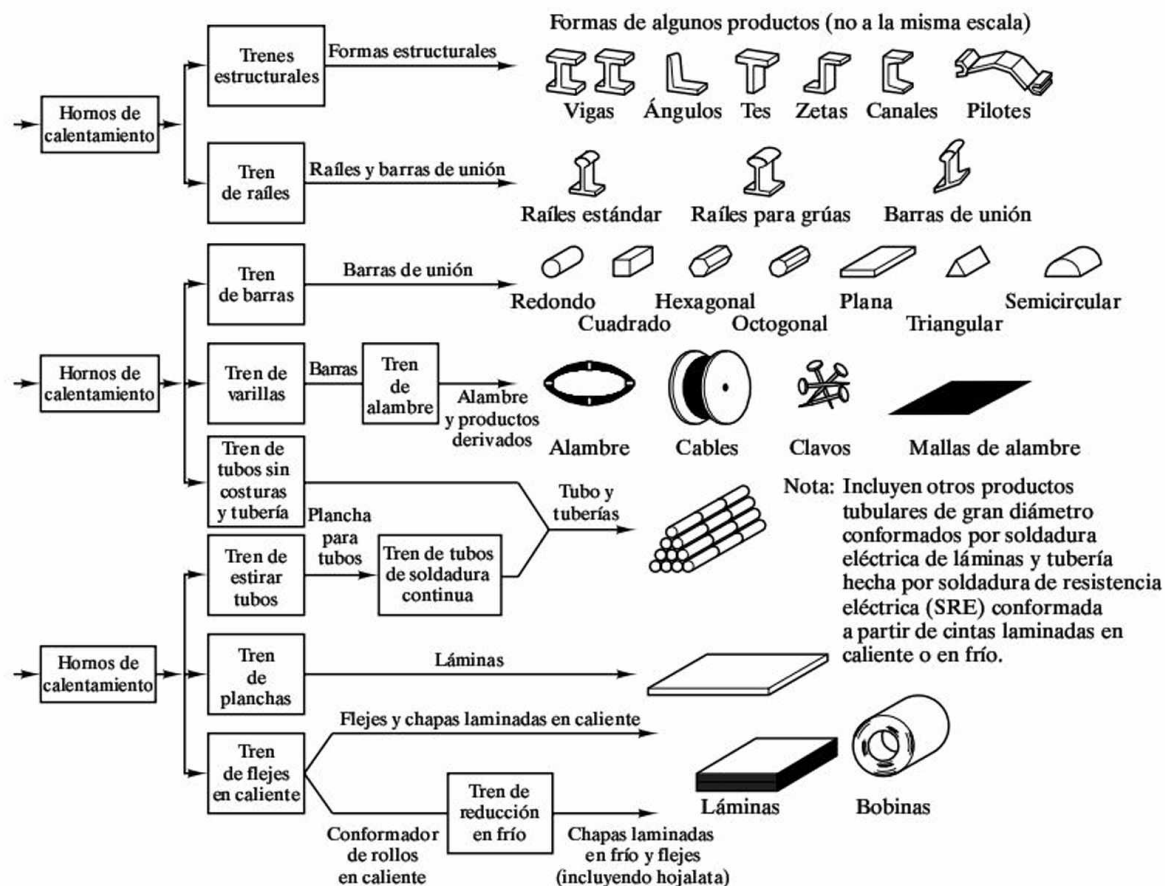 Formas de algunos productos (no a la misma escala)
Trenes
estructurales
Formas estructurales
Vigas
Ángulos
Tes
Zetas
Canales
Pilotes
Hornos de
calentamiento
Tren
de raíles
Raíles y barras de unión
Raíles estándar
Raíles para grúas
Barras de unión
Tren
de barras
Barras de unión
Redondo
Cuadrado
Hexagonal
Octogonal
Plana
Triangular
Semicircular
Hornos de
calentamiento
Tren de
varillas
Barras
Tren
de
alambre
Alambre
y productos
derivados
Alambre
Cables
Clavos
Mallas de alambre
Tren de
tubos sin
costuras
y tubería
Plancha
para
tubos
Tubo y
tuberías
Nota: Incluyen otros productos
tubulares de gran diámetro
conformados por soldadura
eléctrica de láminas y tubería
hecha por soldadura de resistencia
eléctrica (SRE) conformada
a partir de cintas laminadas en
caliente o en frío.
Tren de
estirar
tubos
Tren de tubos
de soldadura
continua
Hornos de
calentamiento
Tren
de
planchas
Láminas
Tren
de flejes
en caliente
Flejes y chapas laminadas en caliente
Conformador
de rollos
en caliente
Tren de
reducción
en frío
Chapas laminadas
en frío y flejes
(incluyendo hojalata)
Láminas
Bobinas